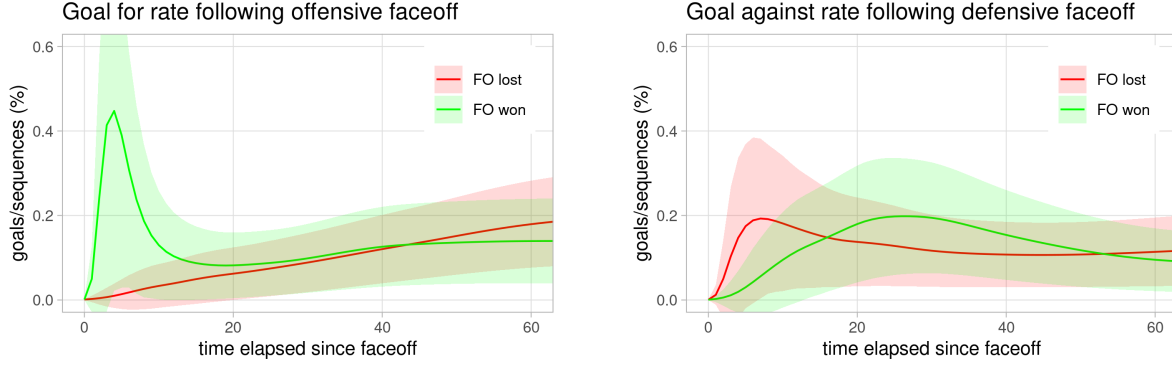 Goal for rate following offensive faceoff
goals/sequences (%)
0.6
0.4
0.2
0.0
FO lost
FO won
0
20
40
60
time elapsed since faceoff
Goal against rate following defensive faceoff
goals/sequences (%)
0.6
0.4
0.2
0.0
FO lost
FO won
0
20
40
60
time elapsed since faceoff